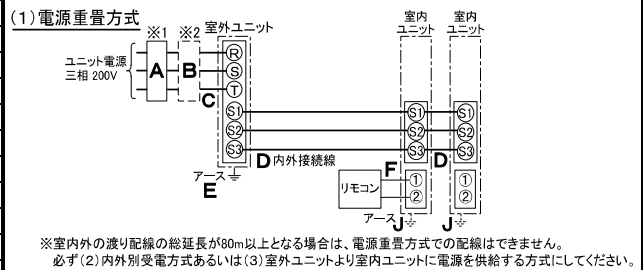 (1)電源重畳方式
※1 ※2 室外ユニット
室内
ユニット
室内
ユニット
ユニット電源
三相 200V
A
B
C
R
S
T
S1
S2
S3
D 内外接続線
アース
E
S1
S2
S3
S1
S2
S3
D
F
リモコン
①
②
①
②
アース J
J
※室内外の渡り配線の総延長が80m以上となる場合は、電源重畳方式での配線はできません。
必ず(2)内外別受電方式あるいは(3)室外ユニットより室内ユニットに電源を供給する方式にしてください。